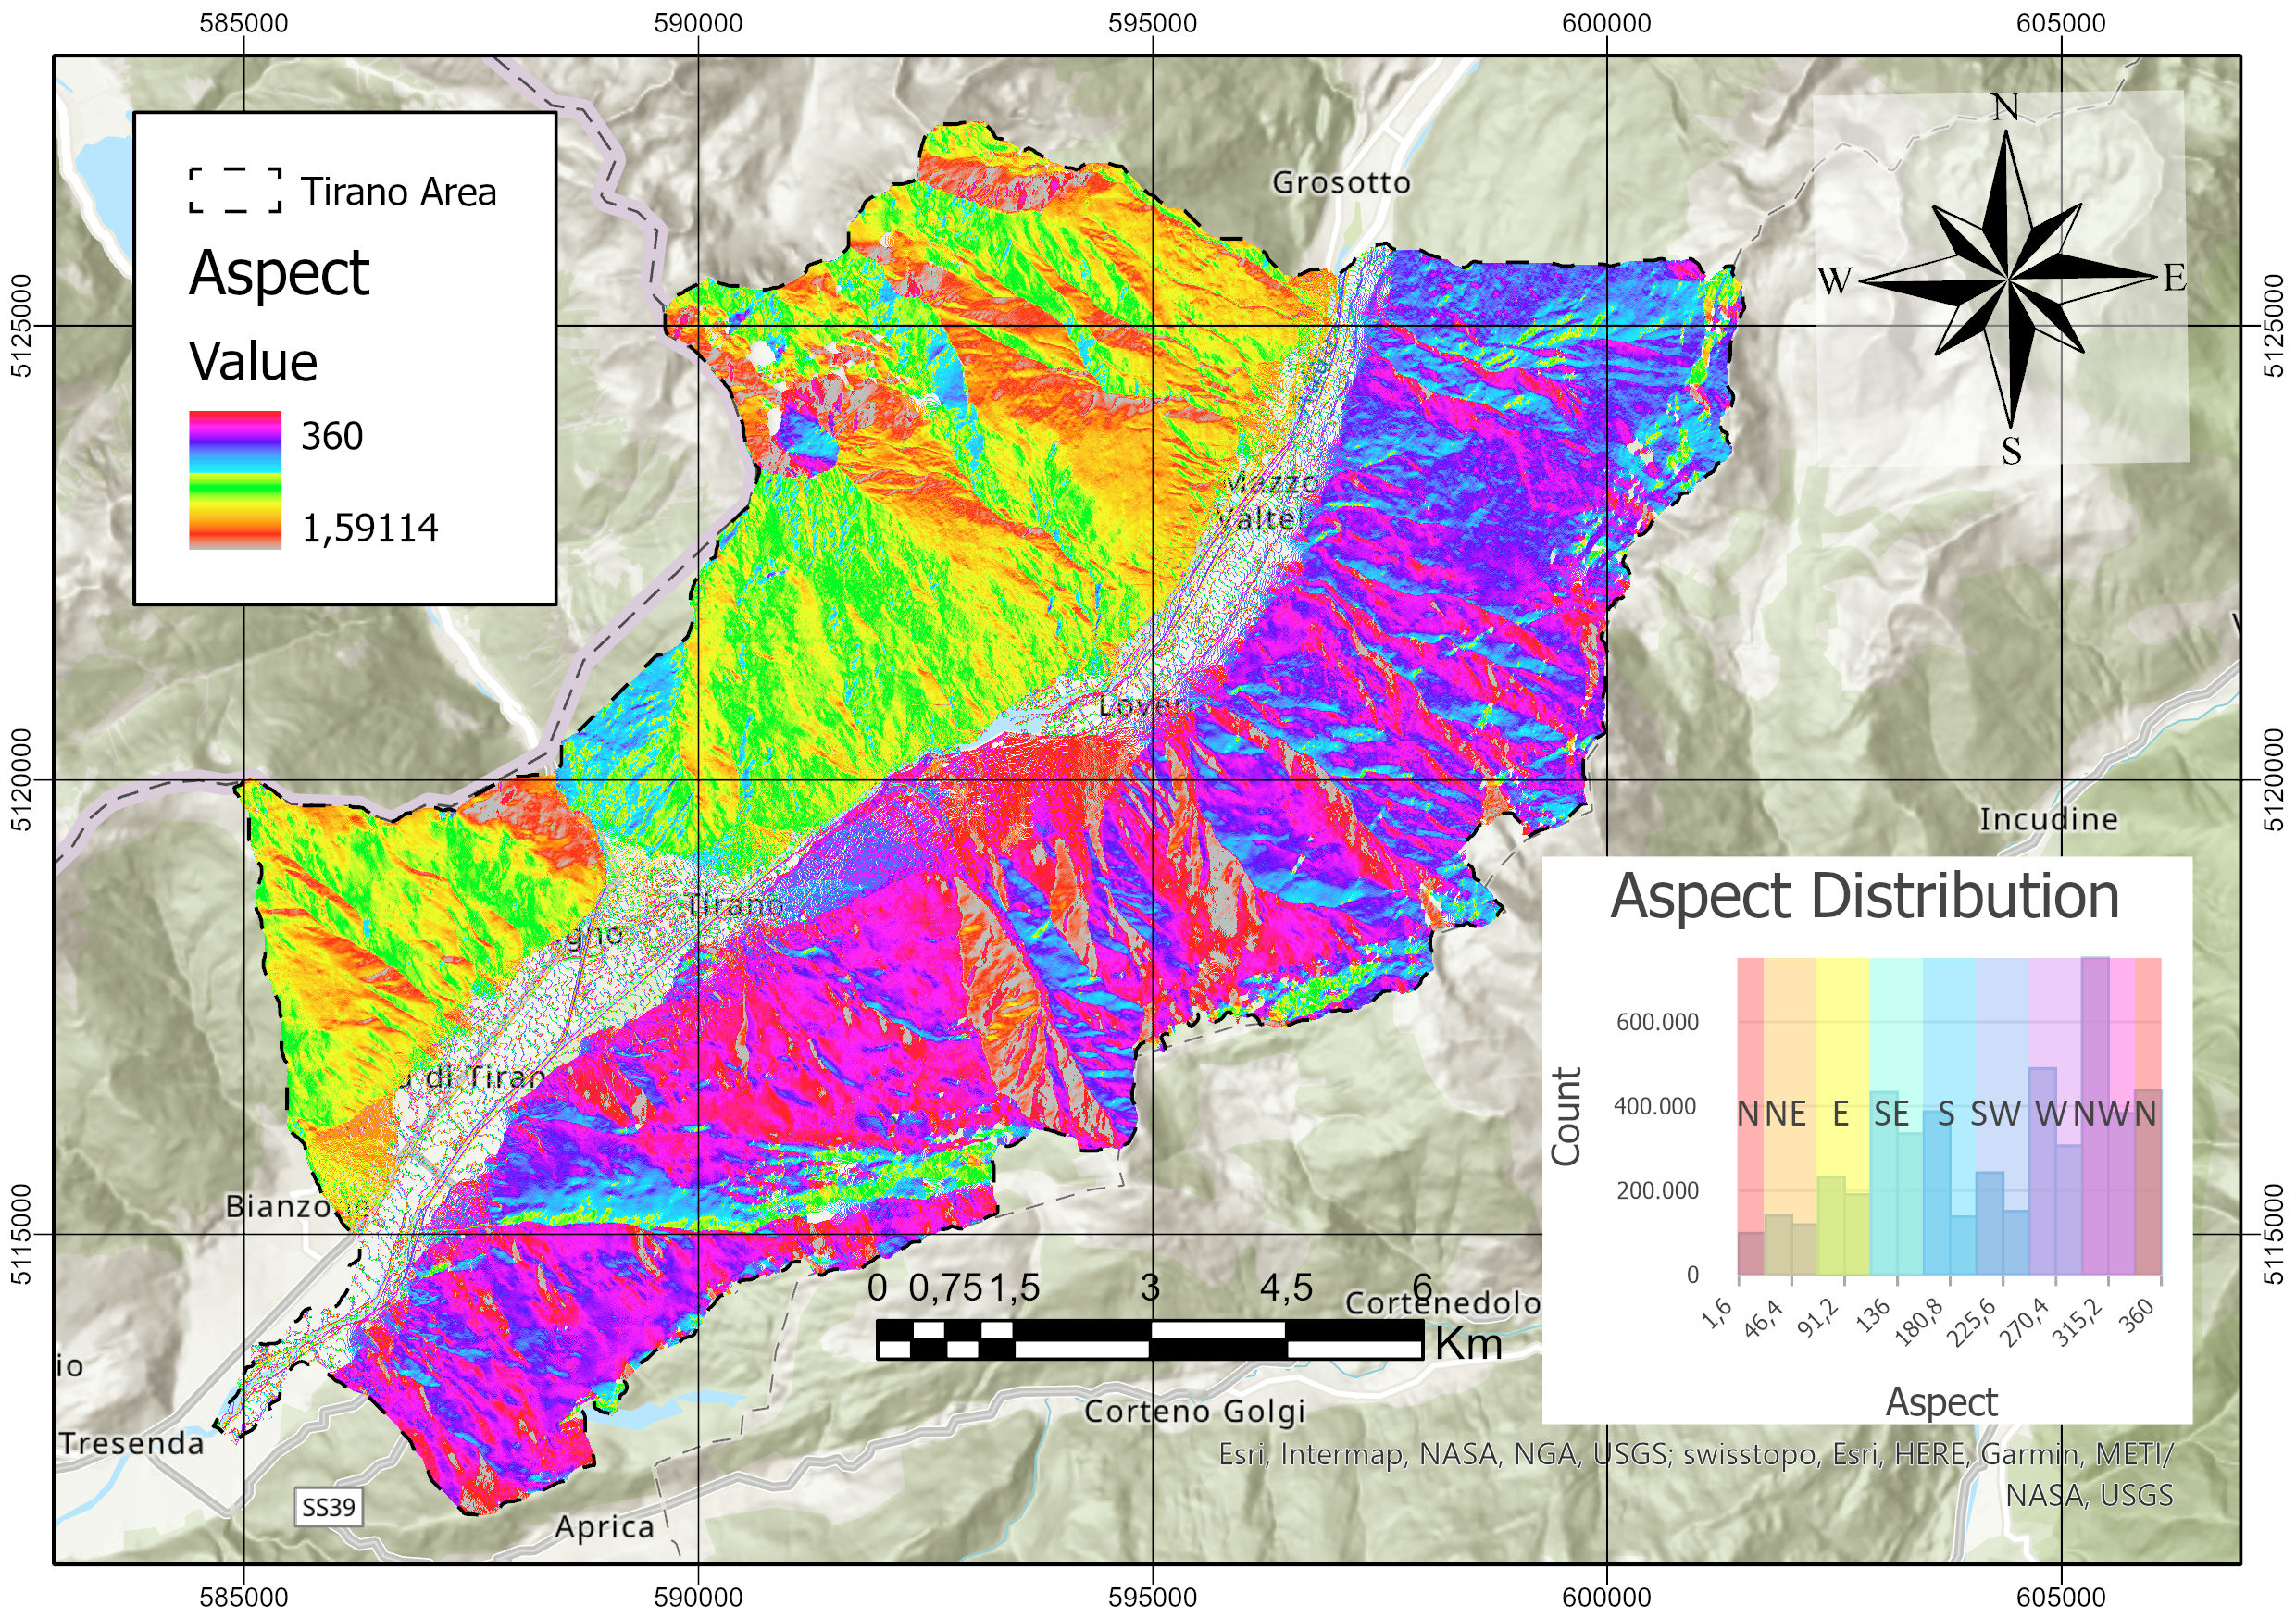 585000
590000
595000
600000
605000
5125000
5120000
5115000
5125000
5120000
5115000
Tirano Area
Aspect
Value
360
1,59114
N
W
E
S
Grosotto
Mazzo
Valtel
Lover
Tirano
gno
a di Tiran
Bianzone
io
Tresenda
SS39
Aprica
Corteno Golgi
Cortenedolo
Incudine
0 0,75 1,5 3 4,5 6
Km
Aspect Distribution
Count
600.000
400.000
200.000
0
N NE E SE S SW W NW N
1,6
46,4
91,2
136
180,8
225,6
270,4
315,2
360
Aspect
Esri, Intermap, NASA, NGA, USGS; swisstopo, Esri, HERE, Garmin, METI/
NASA, USGS
585000
590000
595000
600000
605000